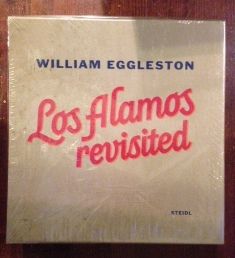 WILLIAM EGGLESTON
Los Alamos
revisited
STEIDL